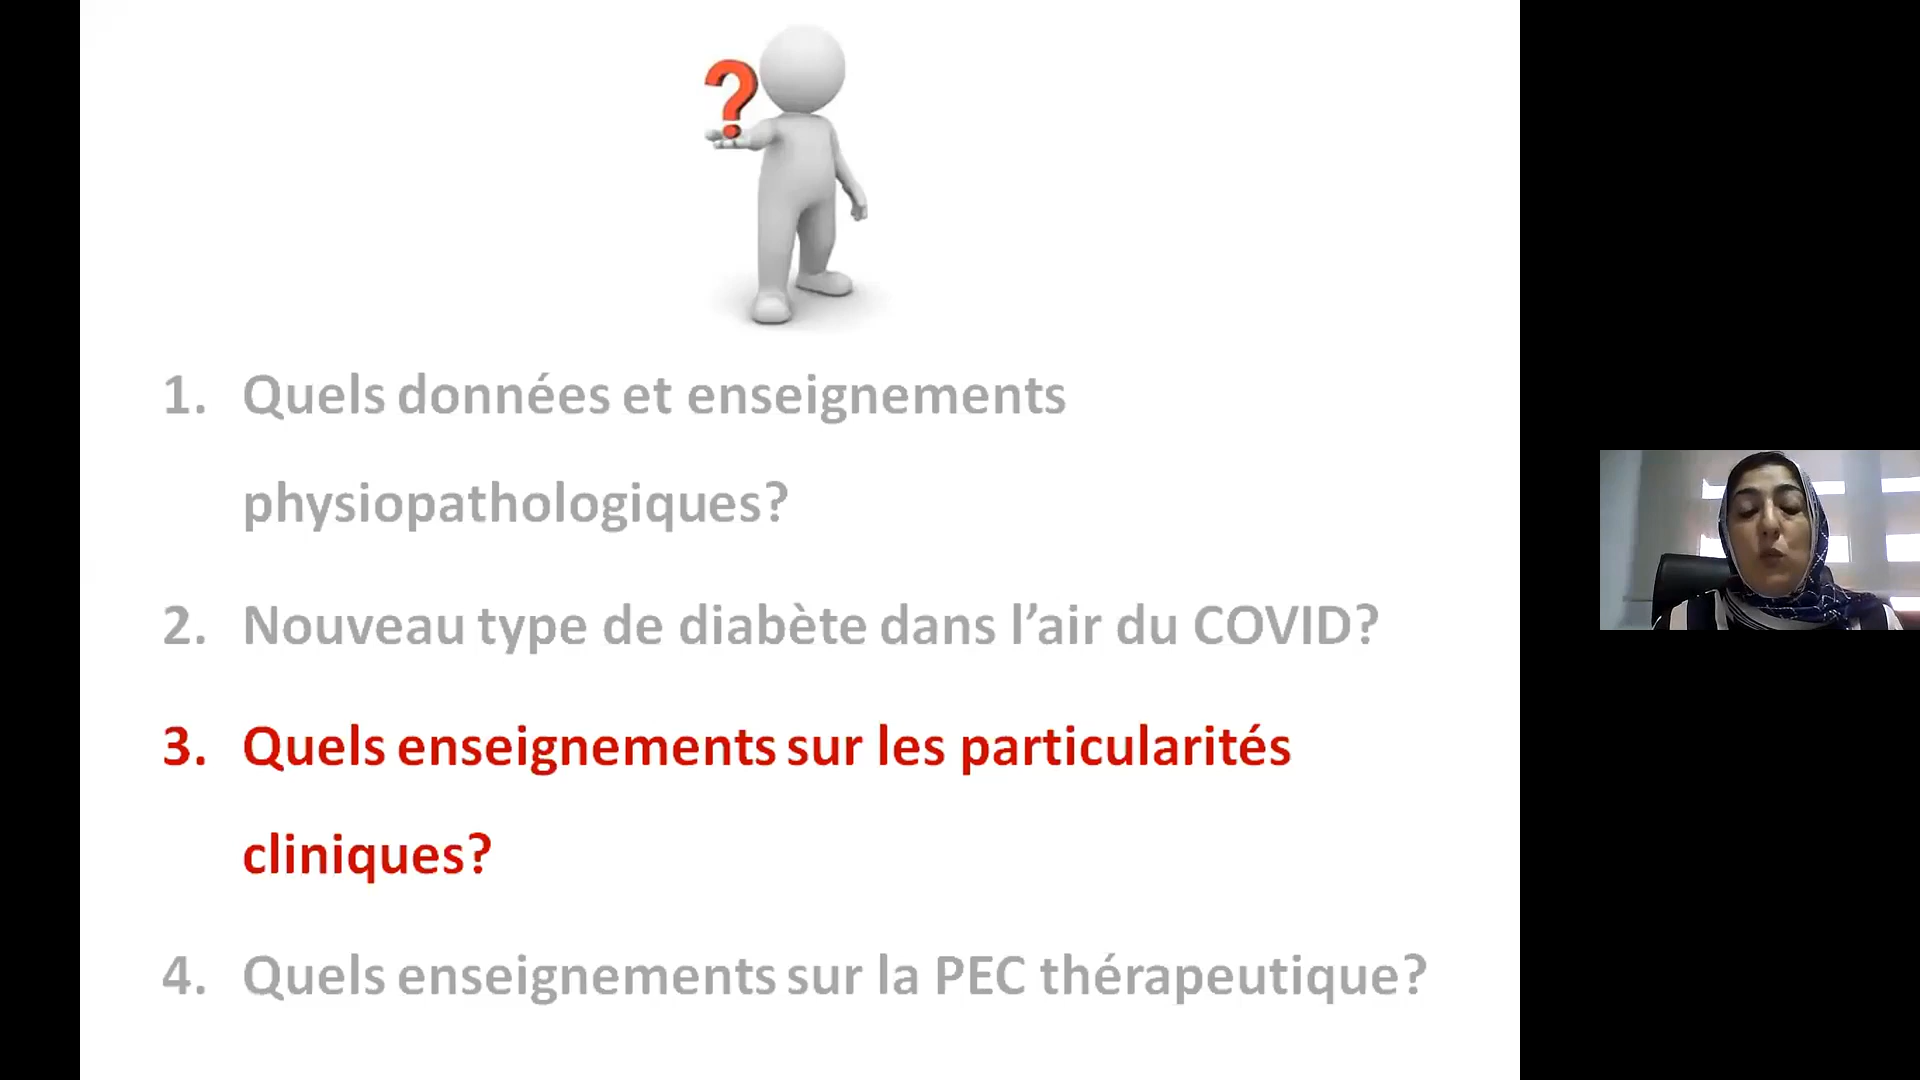 ?
1. Quels données et enseignements
physiopathologiques?
2. Nouveau type de diabète dans l’air du COVID?
3. Quels enseignements sur les particularités
cliniques?
4. Quels enseignements sur la PEC thérapeutique?